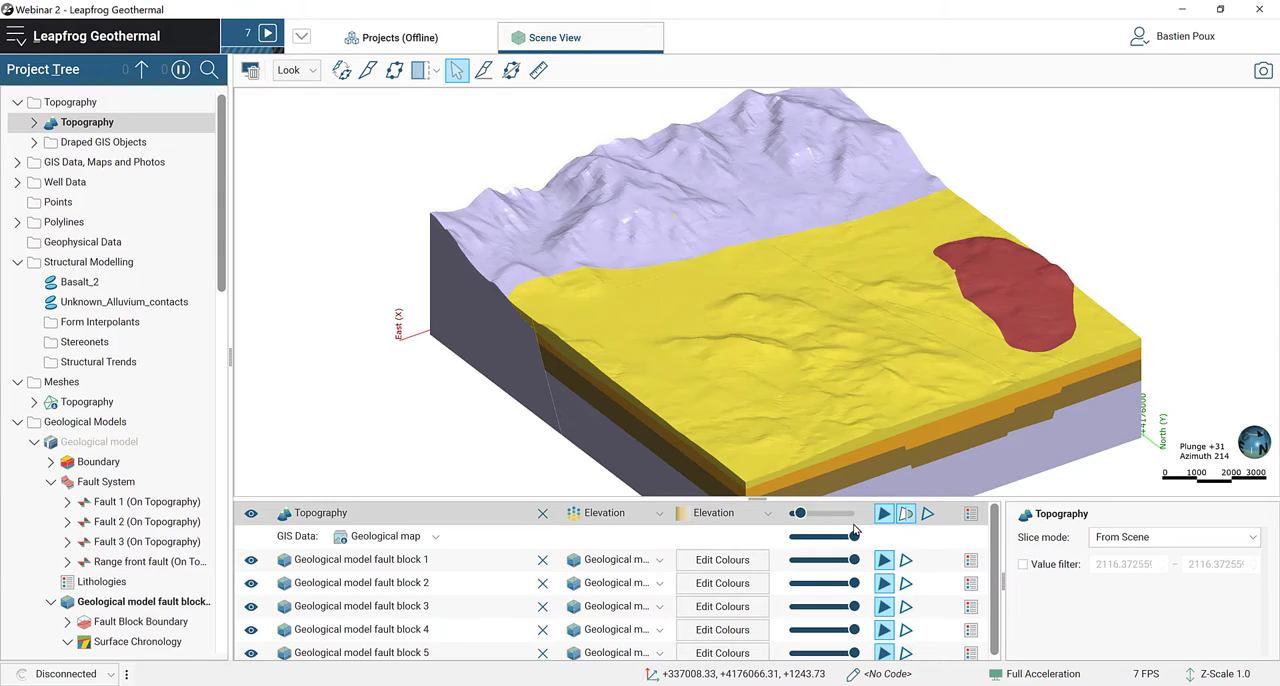 Webinar 2 - Leapfrog Geothermal
Leapfrog Geothermal
7
Projects (Offline)
Scene View
Bastien Poux
Project Tree
0
0
Look
Topography
Topography
Draped GIS Objects
GIS Data, Maps and Photos
Well Data
Points
Polylines
Geophysical Data
Structural Modelling
Basalt_2
Unknown_Alluvium_contacts
Form Interpolants
Stereonets
Structural Trends
Meshes
Topography
Geological Models
Geological model
Boundary
Fault System
Fault 1 (On Topography)
Fault 2 (On Topography)
Fault 3 (On Topography)
Range front fault (On To...
Lithologies
Geological model fault block..
Fault Block Boundary
Surface Chronology
East (X)
North (Y)
+4176000
Plunge +31
Azimuth 214
0 1000 2000 3000
Topography Elevation Elevation
GIS Data: Geological map
Geological model fault block 1 Geological m... Edit Colours
Geological model fault block 2 Geological m... Edit Colours
Geological model fault block 3 Geological m... Edit Colours
Geological model fault block 4 Geological m... Edit Colours
Geological model fault block 5 Geological m... Edit Colours
Topography
Slice mode: From Scene
Value filter: 2116.37255 – 2116.37255
Disconnected
+337008.33, +4176066.31, +1243.73
<No Code>
Full Acceleration
7 FPS
Z-Scale 1.0